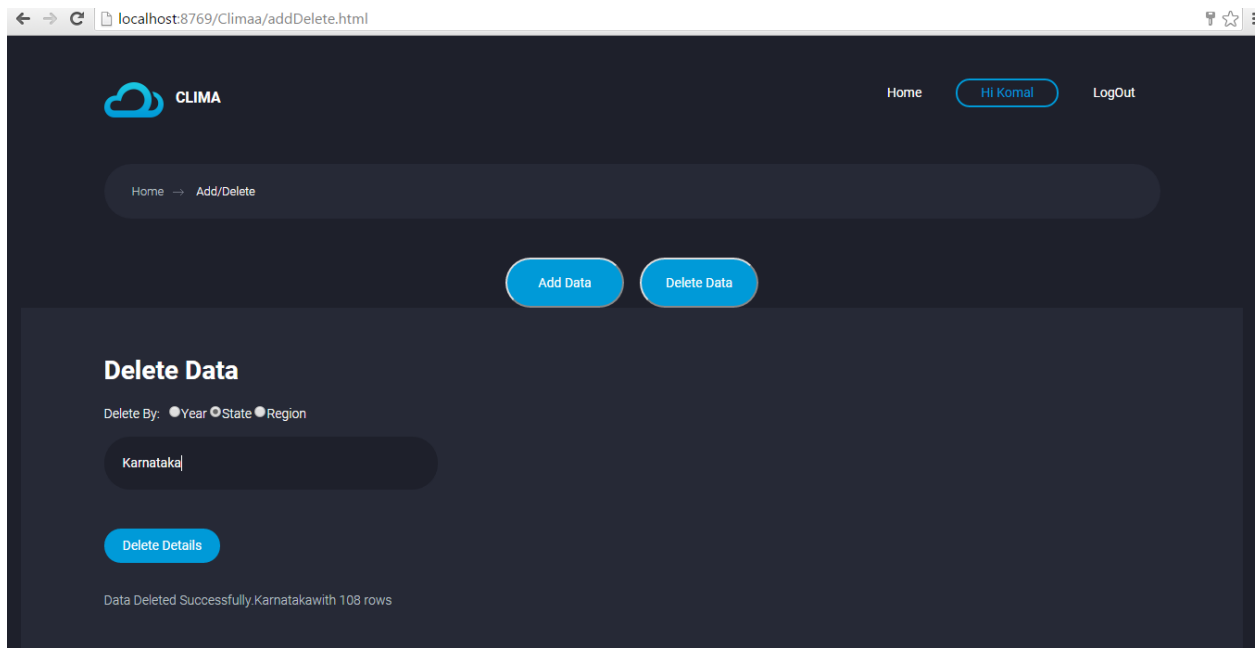 localhost:8769/Climaa/addDelete.html
CLIMA
Home Hi Komal LogOut
Home → Add/Delete
Add Data Delete Data
Delete Data
Delete By: Year State Region
Karnataka
Delete Details
Data Deleted Successfully.Karnatakawith 108 rows